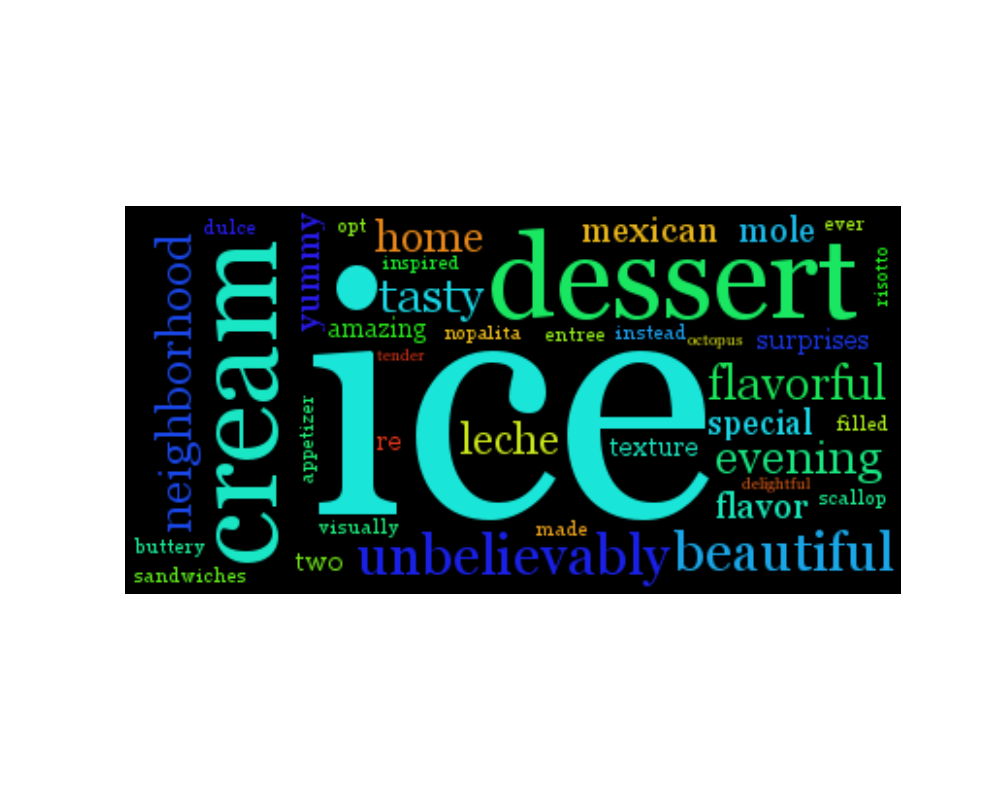 dulce
neighborhood
cream
buttery
sandwiches
yummy
opt
home
inspired
tasty
amazing
nopalita
tender
dessert
mexican
mole
ever
risotto
entree
instead
octopus
surprises
ice
appetizer
re
leche
texture
flavorful
special
filled
evening
delightful
flavor
scallop
visually
made
two
unbelievably
beautiful